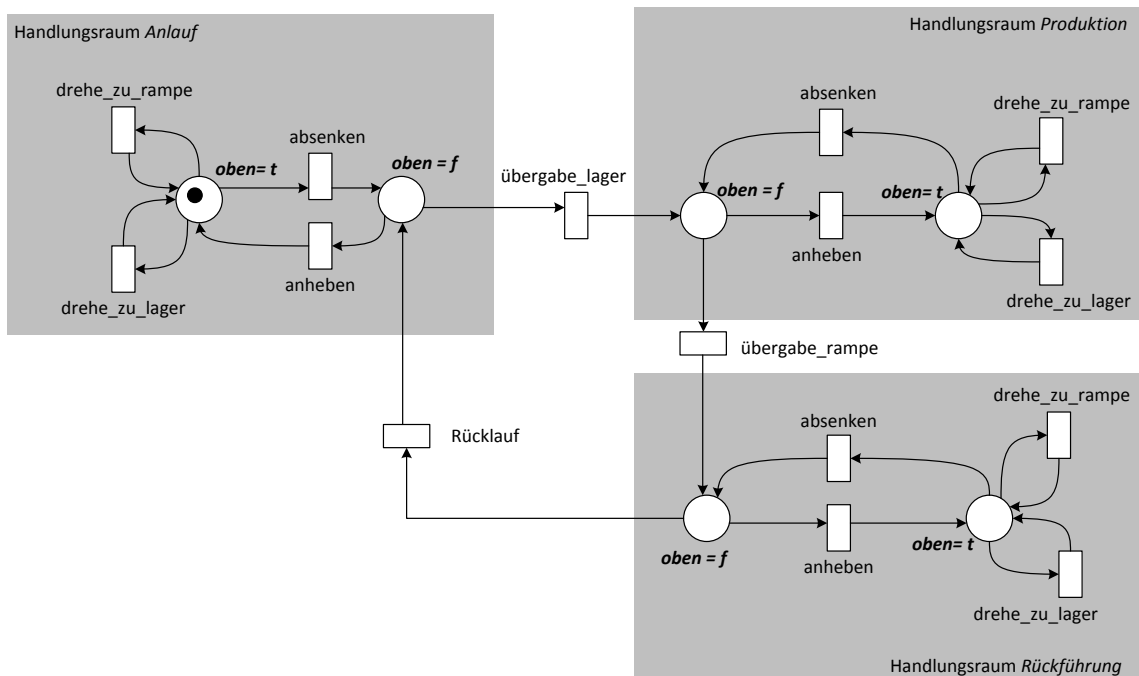 Handlungsraum Anlauf
drehe_zu_rampe
absenken
oben= t
oben = f
anheben
drehe_zu_lager
übergabe_lager
Handlungsraum Produktion
absenken
drehe_zu_rampe
oben = f
oben= t
anheben
drehe_zu_lager
übergabe_rampe
Rücklauf
drehe_zu_rampe
absenken
oben = f
oben= t
anheben
drehe_zu_lager
Handlungsraum Rückführung